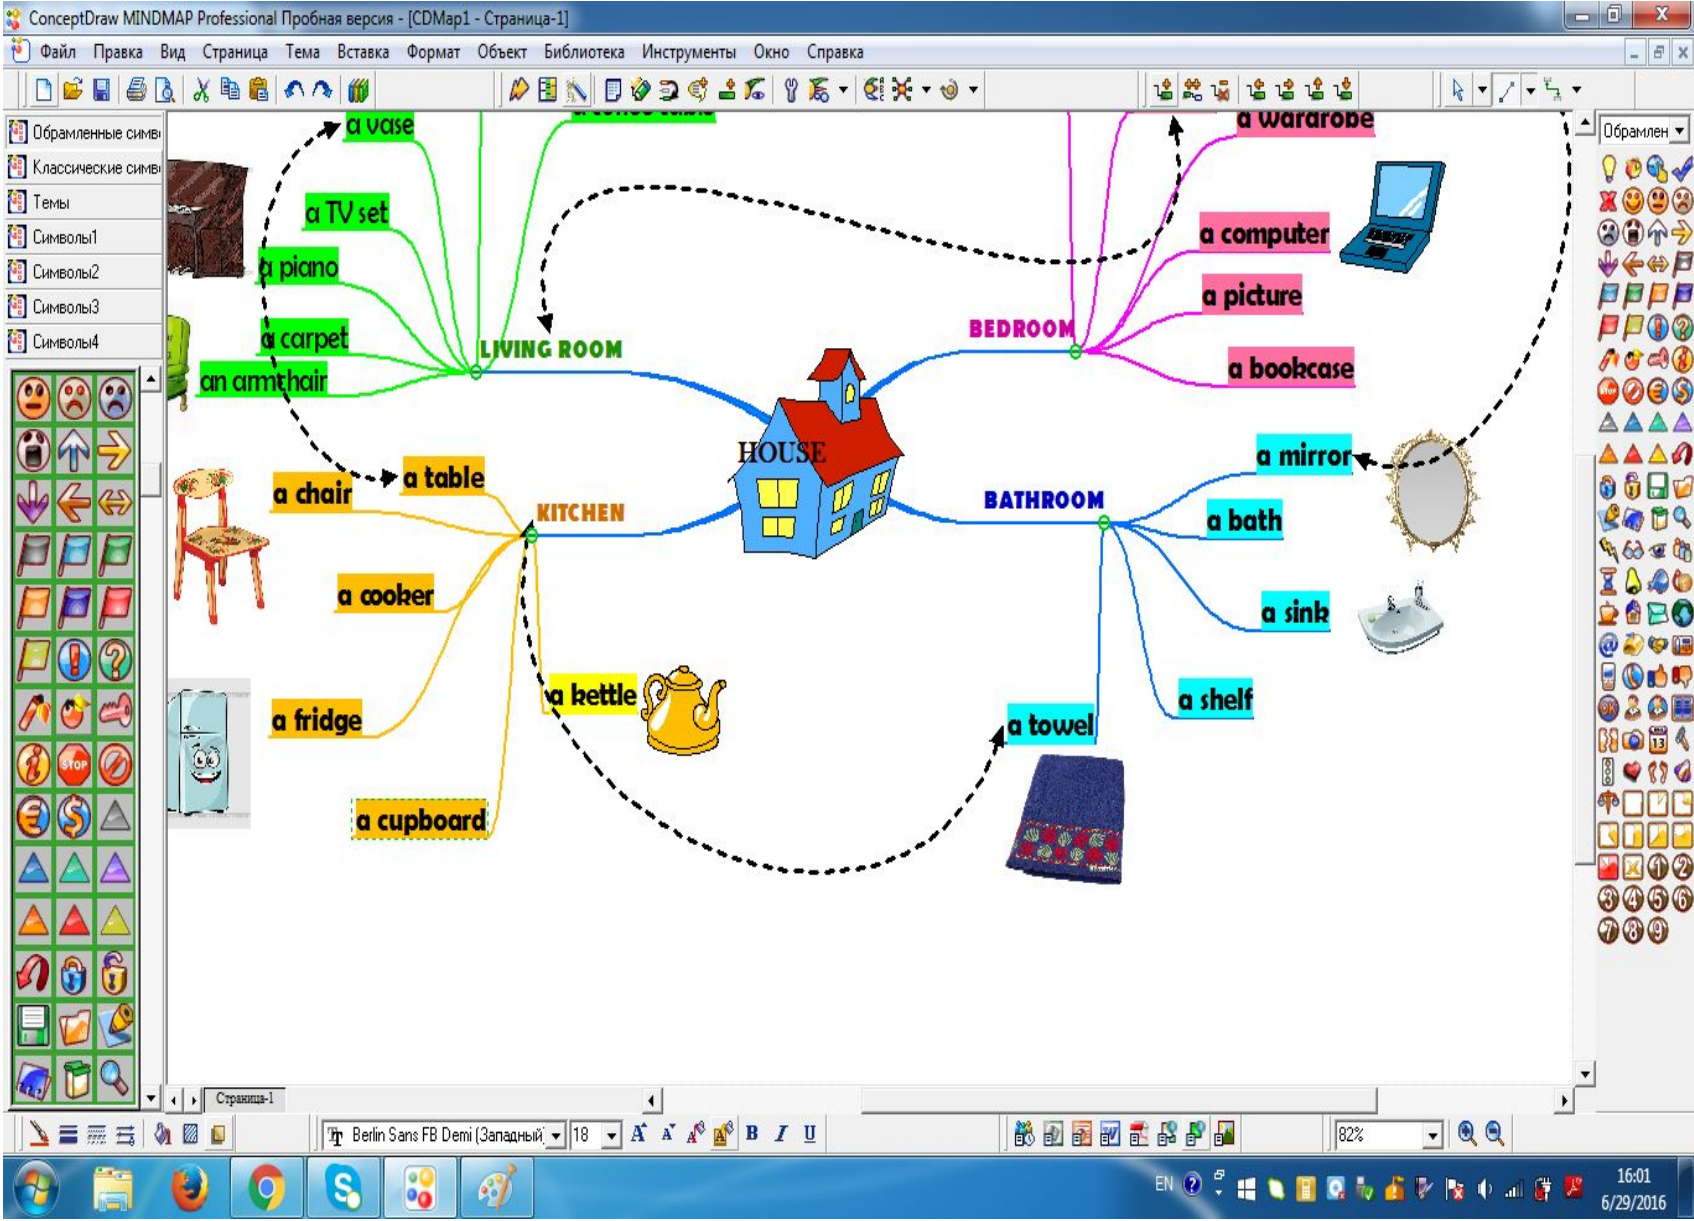 ConceptDraw MINDMAP Professional Пробная версия - [CDMap1 - Страница-1]
Файл Правка Вид Страница Тема Вставка Формат Объект Библиотека Инструменты Окно Справка
Обрамленные симв
Классические симв
Темы
Символы1
Символы2
Символы3
Символы4
Обрамлен
a vase
a TV set
a piano
a carpet
an armchair
LIVING ROOM
a wardrobe
a computer
a picture
a bookcase
BEDROOM
HOUSE
a table
a chair
KITCHEN
a cooker
a fridge
a kettle
a cupboard
BATHROOM
a mirror
a bath
a sink
a shelf
a towel
Страница-1
Berlin Sans FB Demi (Западный) 18
B I U
82%
EN
16:01
6/29/2016